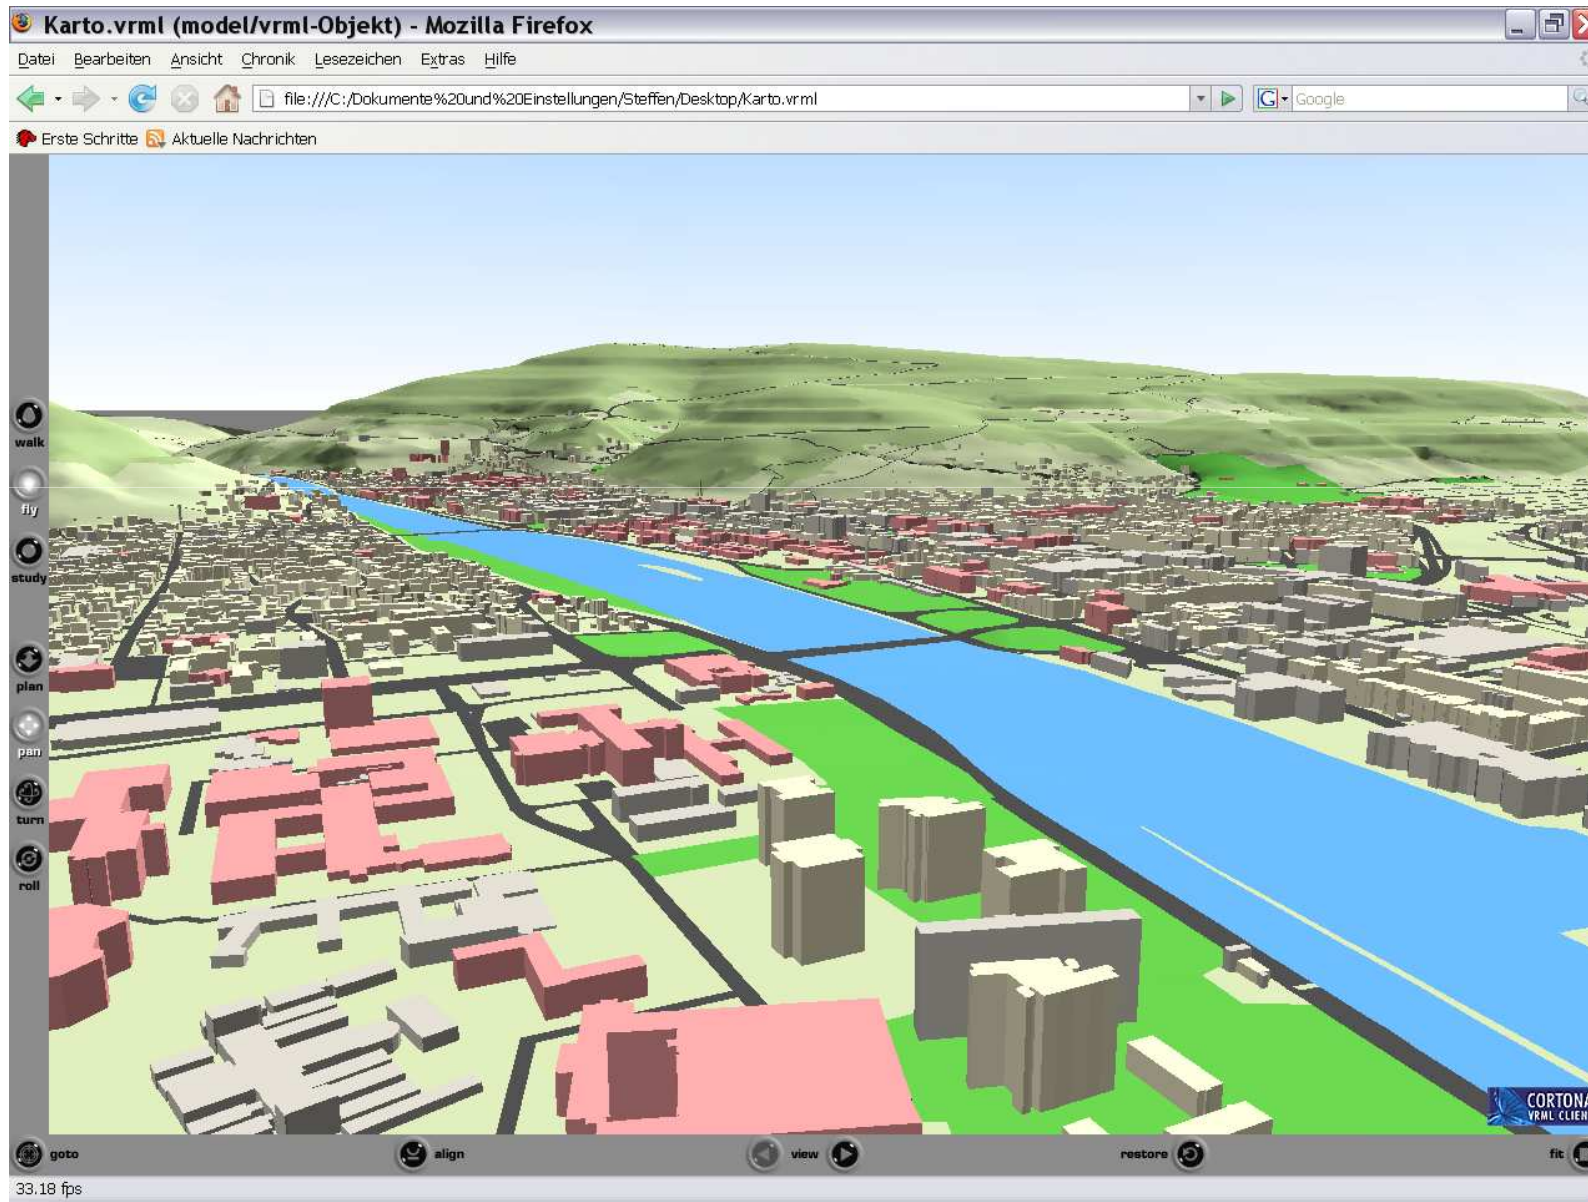 Karto.vrml (model/vrml-Objekt) - Mozilla Firefox
Datei Bearbeiten Ansicht Chronik Lesezeichen Extras Hilfe
file:///C:/Dokumente%20und%20Einstellungen/Steffen/Desktop/Karto.vrml
G Google
Erste Schritte Aktuelle Nachrichten
walk
fly
study
plan
pan
turn
roll
CORTONA
VRML CLIEN
goto align view restore fit
33.18 fps